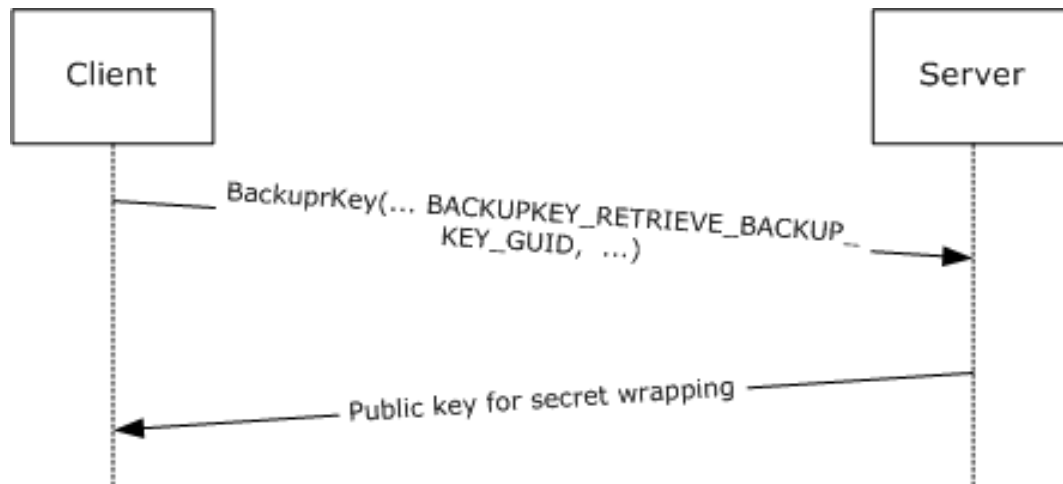 Client
Server
BackuprKey(... BACKUPKEY_RETRIEVE_BACKUP_
KEY_GUID, ...)
Public key for secret wrapping